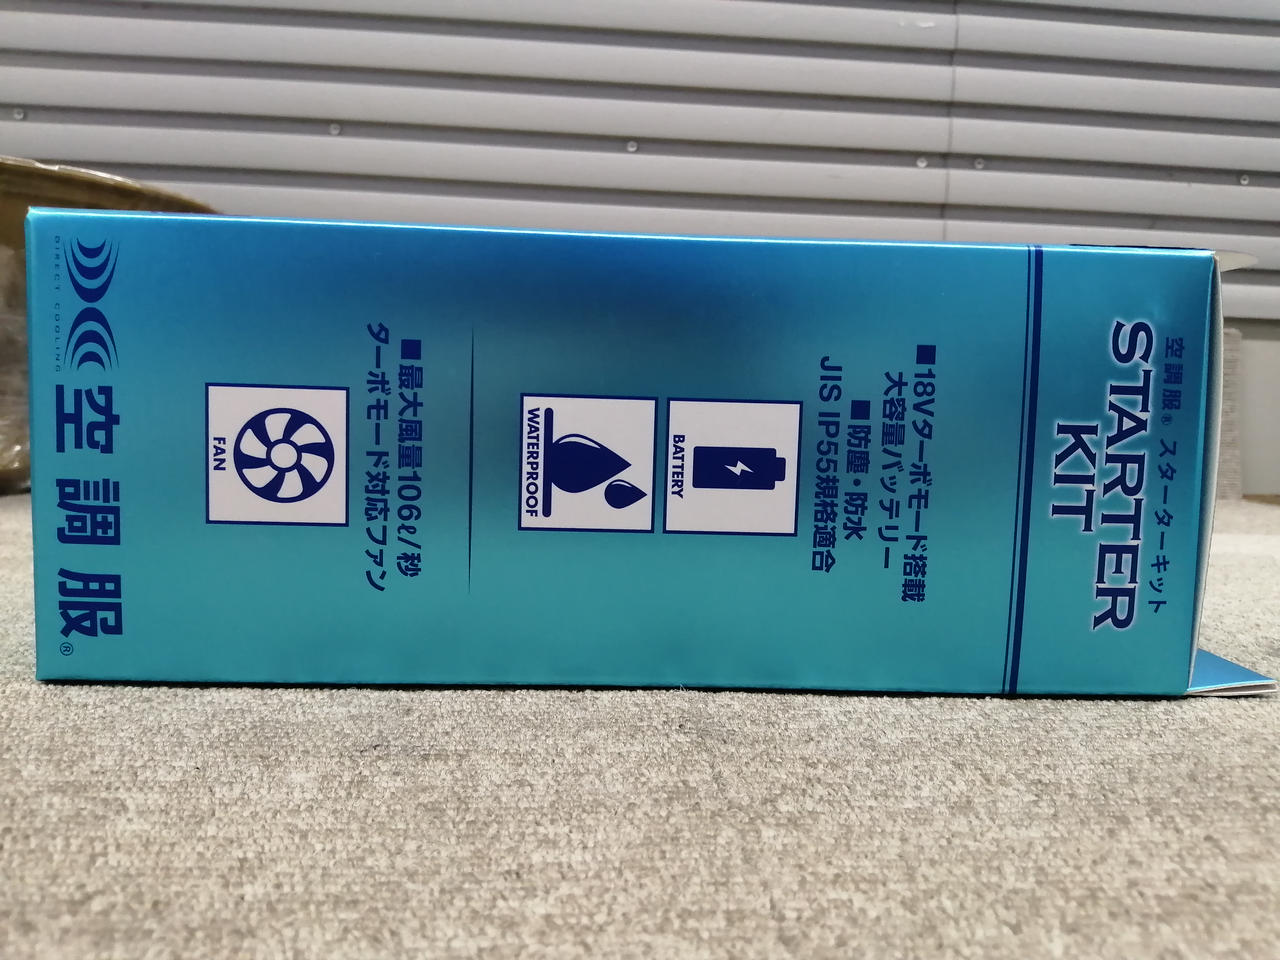 空調服® スターターキット
STARTER
KIT
■18Vターボモード搭載
大容量バッテリー
■防塵・防水
JIS IP55規格適合
BATTERY
WATERPROOF
■最大風量106ℓ/秒
ターボモード対応ファン
FAN
DIRECT COOLING
空調服®